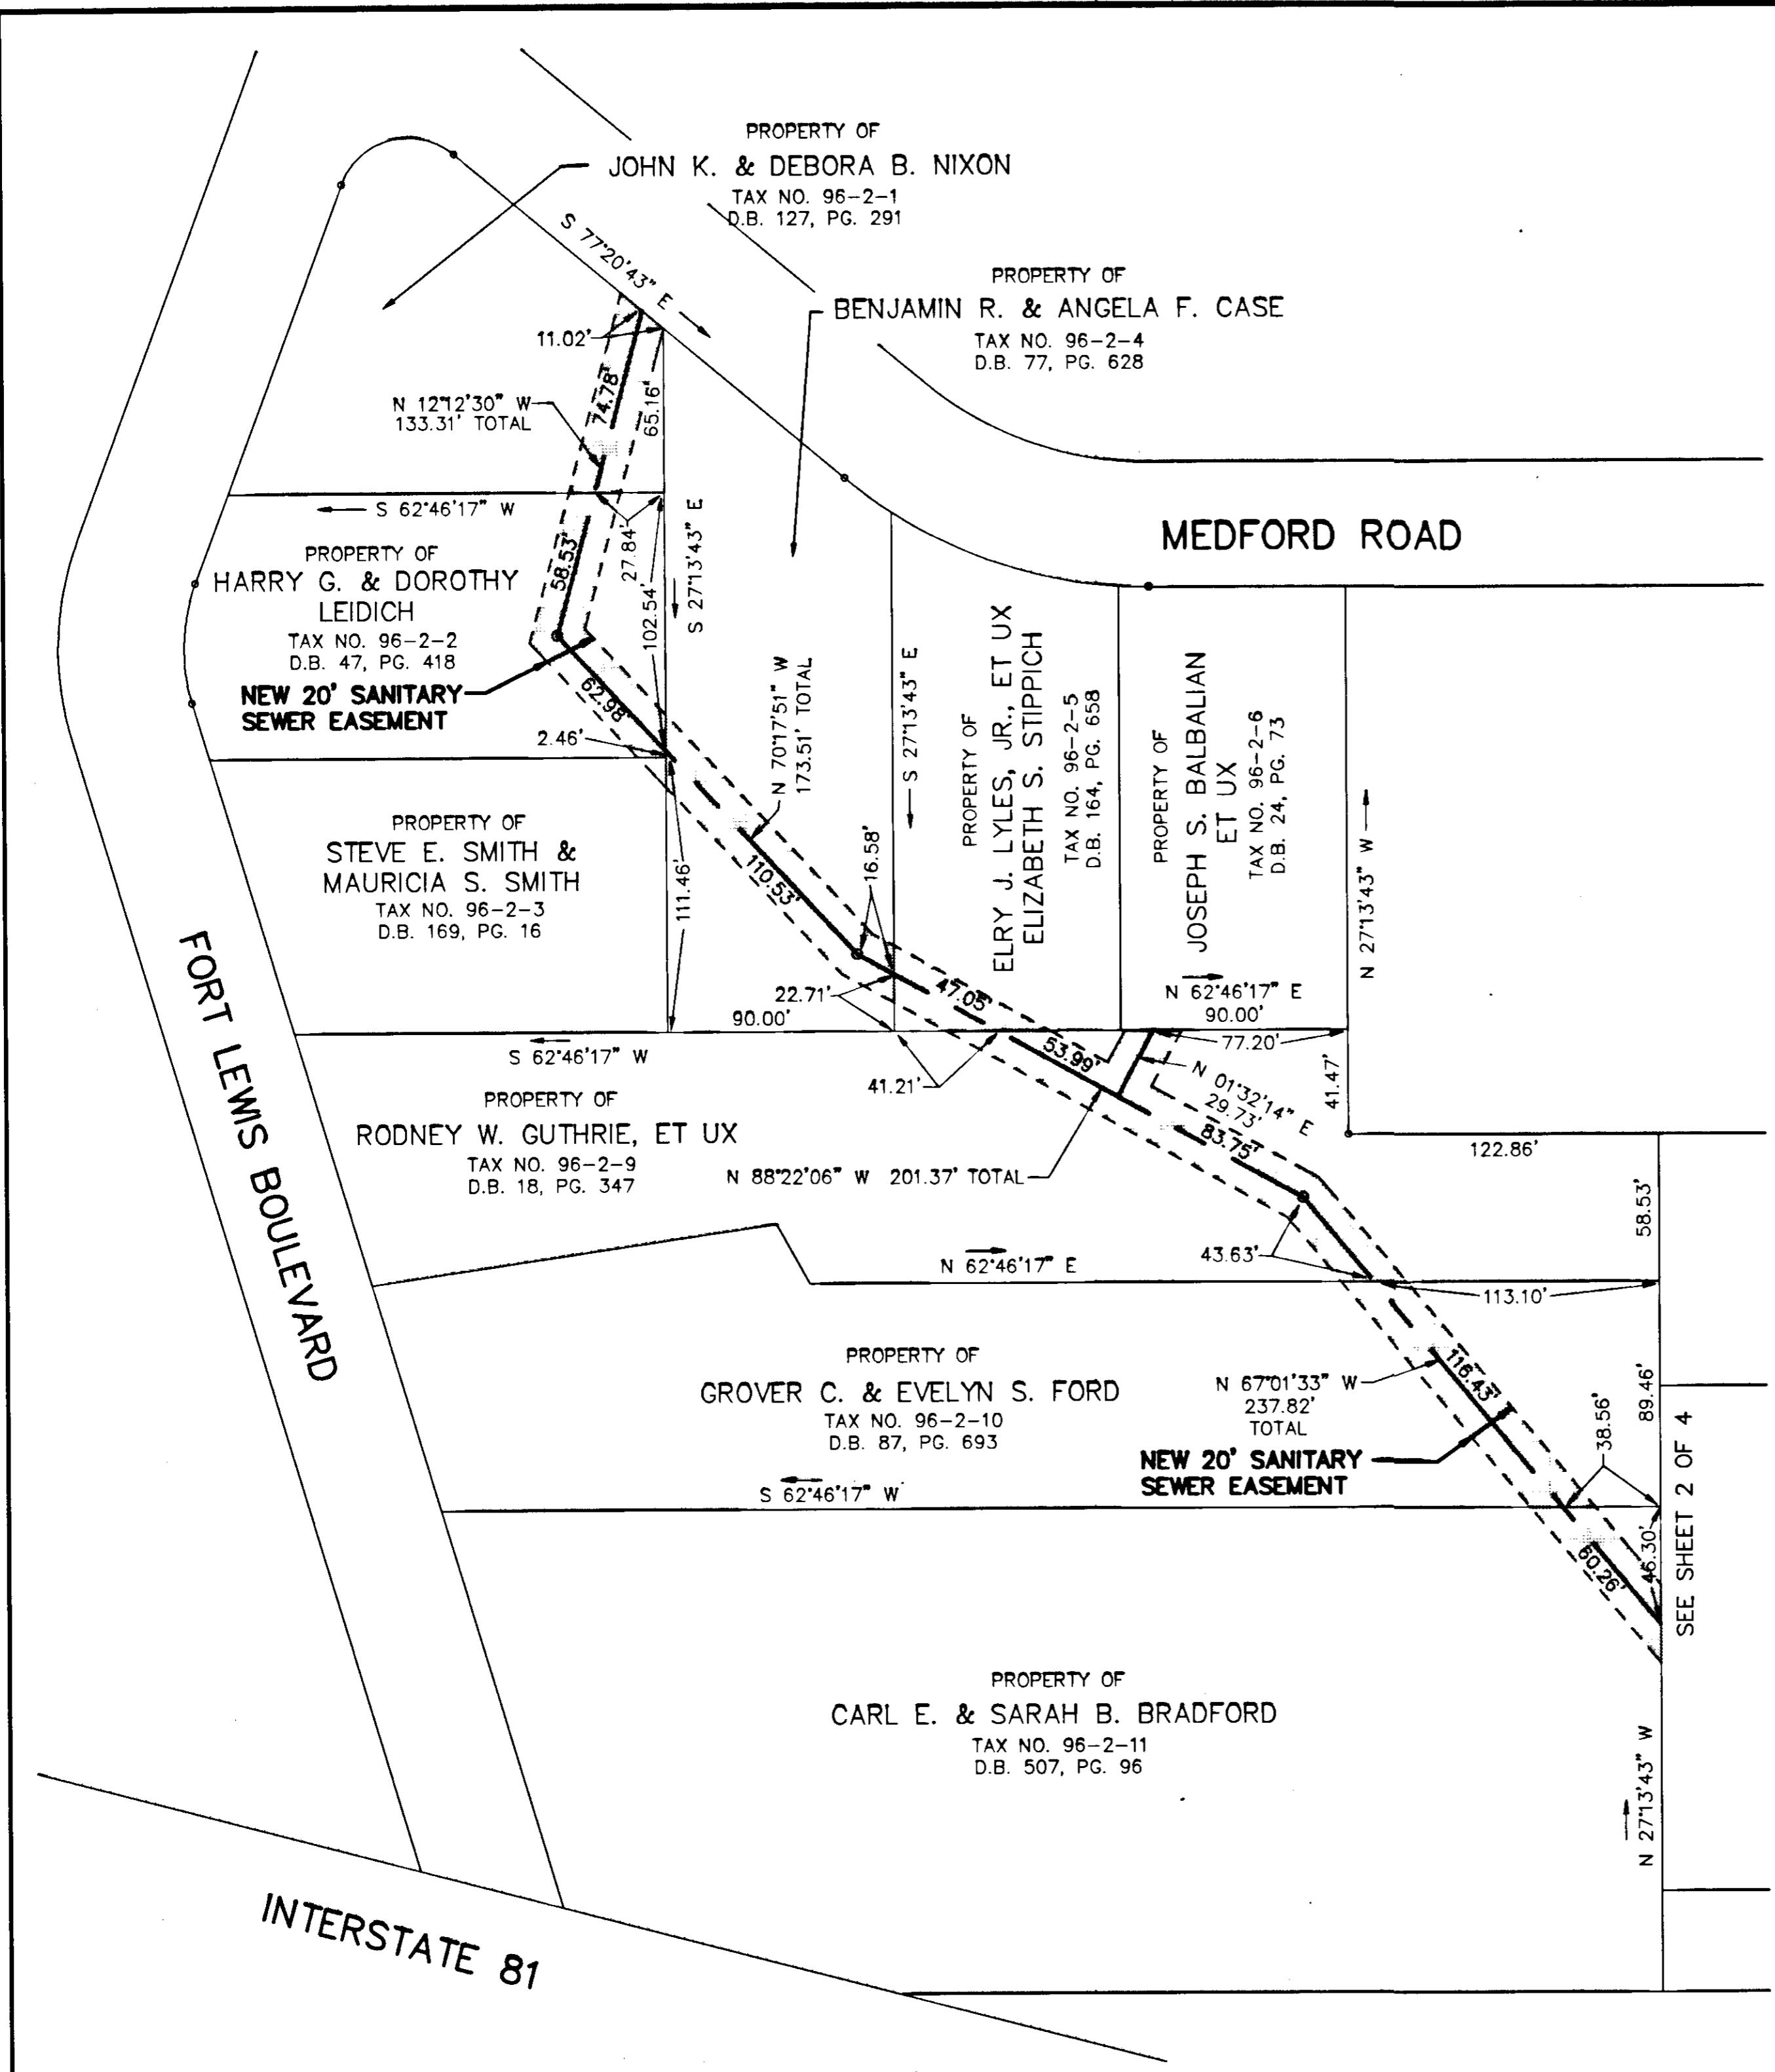 PROPERTY OF
JOHN K. & DEBORA B. NIXON
TAX NO. 96-2-1
D.B. 127, PG. 291
S 77°20'43" E
PROPERTY OF
BENJAMIN R. & ANGELA F. CASE
TAX NO. 96-2-4
D.B. 77, PG. 628
11.02'
74.78'
65.16'
N 12°12'30" W
133.31' TOTAL
S 62°46'17" W
27.84'
S 27°13'43" E
MEDFORD ROAD
PROPERTY OF
HARRY G. & DOROTHY
LEIDICH
TAX NO. 96-2-2
D.B. 47, PG. 418
58.53'
102.54'
NEW 20' SANITARY
SEWER EASEMENT
62.98'
2.46'
N 70°17'51" W
173.51' TOTAL
S 27°13'43" E
PROPERTY OF
ELRY J. LYLES, JR., ET UX
ELIZABETH S. STIPPICH
TAX NO. 96-2-5
D.B. 164, PG. 658
PROPERTY OF
JOSEPH S. BALBALIAN
ET UX
TAX NO. 96-2-6
D.B. 24, PG. 73
N 27°13'43" W
PROPERTY OF
STEVE E. SMITH &
MAURICIA S. SMITH
TAX NO. 96-2-3
D.B. 169, PG. 16
111.46'
110.53'
16.58'
22.71'
90.00'
47.05'
N 62°46'17" E
90.00'
77.20'
FORT LEWIS BOULEVARD
S 62°46'17" W
41.21'
53.99'
N 01°32'14" E
29.73'
41.47'
PROPERTY OF
RODNEY W. GUTHRIE, ET UX
TAX NO. 96-2-9
D.B. 18, PG. 347
N 88°22'06" W 201.37' TOTAL
83.75'
122.86'
58.53'
43.63'
N 62°46'17" E
113.10'
PROPERTY OF
GROVER C. & EVELYN S. FORD
TAX NO. 96-2-10
D.B. 87, PG. 693
N 67°01'33" W
237.82'
TOTAL
116.43'
89.46'
38.56'
NEW 20' SANITARY
SEWER EASEMENT
S 62°46'17" W
46.30'
60.26'
SEE SHEET 2 OF 4
PROPERTY OF
CARL E. & SARAH B. BRADFORD
TAX NO. 96-2-11
D.B. 507, PG. 96
N 27°13'43" W
INTERSTATE 81